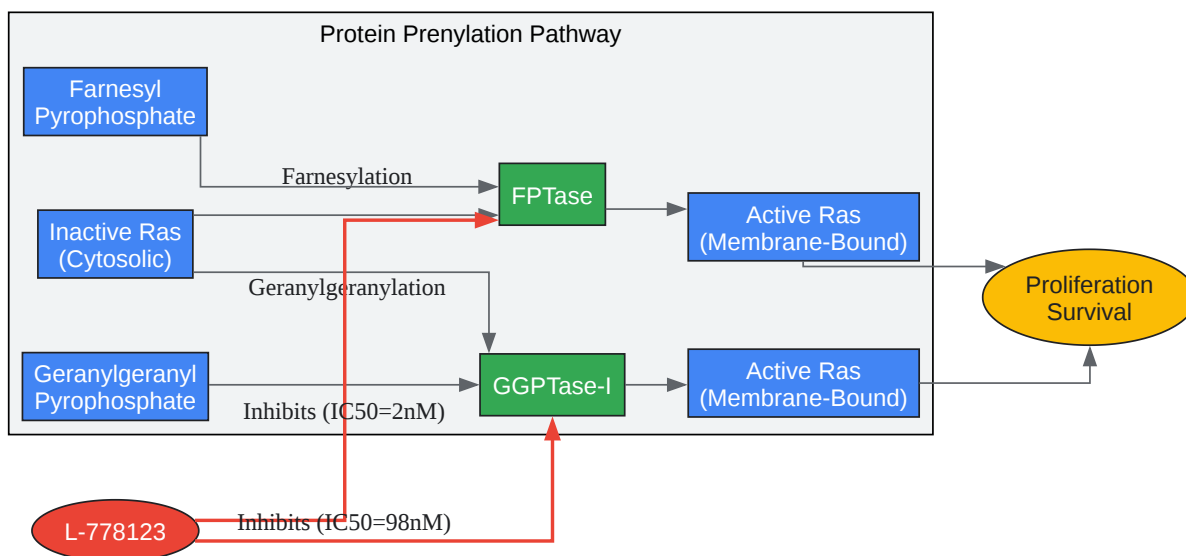 Protein Prenylation Pathway
Farnesyl
Pyrophosphate
Farnesylation
FPTase
Inactive Ras
(Cytosolic)
Active Ras
(Membrane-Bound)
Geranylgeranylation
Proliferation
Survival
Geranylgeranyl
Pyrophosphate
GGPTase-I
Active Ras
(Membrane-Bound)
Inhibits (IC50=2nM)
L-778123
Inhibits (IC50=98nM)